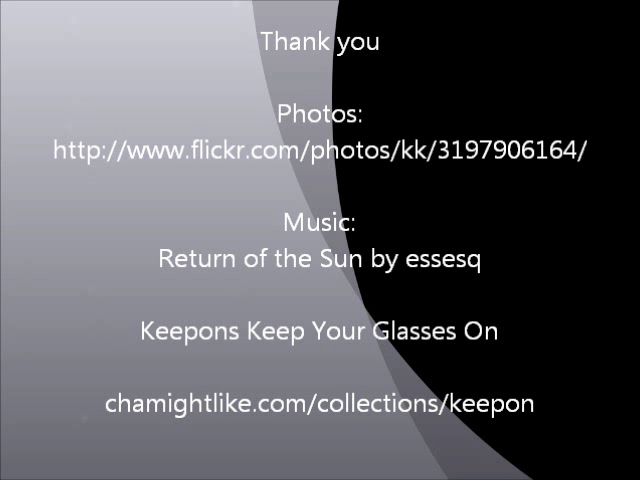 Thank you
Photos:
http://www.flickr.com/photos/kk/3197906164/
Music:
Return of the Sun by essesq
Keepons Keep Your Glasses On
chamightlike.com/collections/keepon